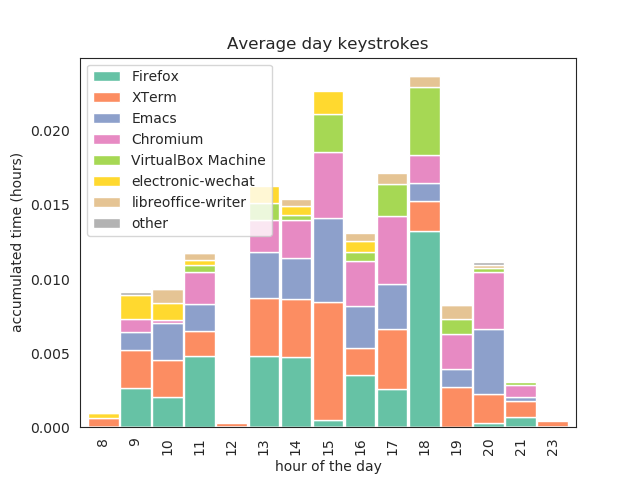 Average day keystrokes
Firefox
XTerm
Emacs
Chromium
VirtualBox Machine
electronic-wechat
libreoffice-writer
other
accumulated time (hours)
0.020
0.015
0.010
0.005
0.000
8 9 10 11 12 13 14 15 16 17 18 19 20 21 23
hour of the day